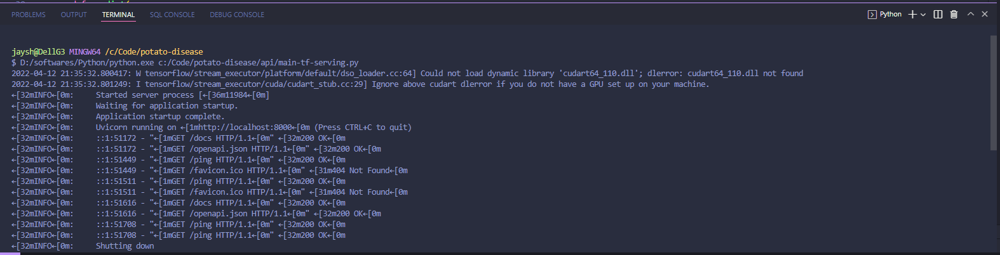 PROBLEMS OUTPUT TERMINAL SQL CONSOLE DEBUG CONSOLE Python
jaysh@DellG3 MINGW64 /c/Code/potato-disease
$ D:/softwares/Python/python.exe c:/Code/potato-disease/api/main-tf-serving.py
2022-04-12 21:35:32.800417: W tensorflow/stream_executor/platform/default/dso_loader.cc:64] Could not load dynamic library 'cudart64_110.dll'; dlerror: cudart64_110.dll not found
2022-04-12 21:35:32.801249: I tensorflow/stream_executor/cuda/cudart_stub.cc:29] Ignore above cudart dlerror if you do not have a GPU set up on your machine.
←[32mINFO←[0m:     Started server process [←[36m11984←[0m]
←[32mINFO←[0m:     Waiting for application startup.
←[32mINFO←[0m:     Application startup complete.
←[32mINFO←[0m:     Uvicorn running on ←[1mhttp://localhost:8000←[0m (Press CTRL+C to quit)
←[32mINFO←[0m:     ::1:51172 - "←[1mGET /docs HTTP/1.1←[0m" ←[32m200 OK←[0m
←[32mINFO←[0m:     ::1:51172 - "←[1mGET /openapi.json HTTP/1.1←[0m" ←[32m200 OK←[0m
←[32mINFO←[0m:     ::1:51449 - "←[1mGET /ping HTTP/1.1←[0m" ←[32m200 OK←[0m
←[32mINFO←[0m:     ::1:51449 - "←[1mGET /favicon.ico HTTP/1.1←[0m" ←[31m404 Not Found←[0m
←[32mINFO←[0m:     ::1:51511 - "←[1mGET /ping HTTP/1.1←[0m" ←[32m200 OK←[0m
←[32mINFO←[0m:     ::1:51511 - "←[1mGET /favicon.ico HTTP/1.1←[0m" ←[31m404 Not Found←[0m
←[32mINFO←[0m:     ::1:51616 - "←[1mGET /docs HTTP/1.1←[0m" ←[32m200 OK←[0m
←[32mINFO←[0m:     ::1:51616 - "←[1mGET /openapi.json HTTP/1.1←[0m" ←[32m200 OK←[0m
←[32mINFO←[0m:     ::1:51708 - "←[1mGET /ping HTTP/1.1←[0m" ←[32m200 OK←[0m
←[32mINFO←[0m:     ::1:51708 - "←[1mGET /ping HTTP/1.1←[0m" ←[32m200 OK←[0m
←[32mINFO←[0m:     Shutting down